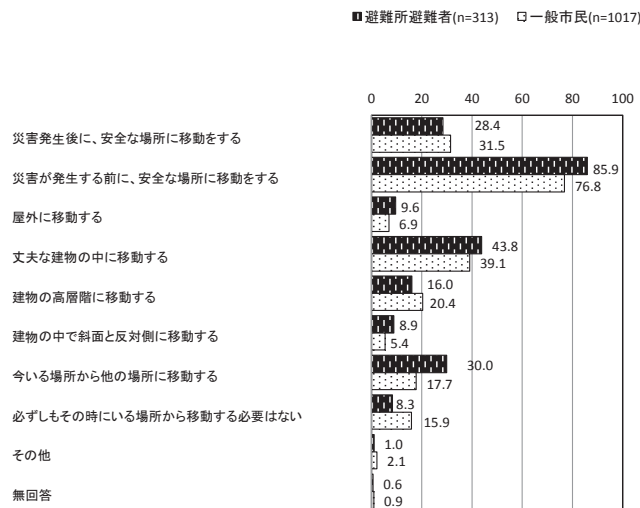 避難所避難者(n=313) 一般市民(n=1017)
0 20 40 60 80 100
災害発生後に、安全な場所に移動をする 28.4
31.5
災害が発生する前に、安全な場所に移動をする 85.9
76.8
屋外に移動する 9.6
6.9
丈夫な建物の中に移動する 43.8
39.1
建物の高層階に移動する 16.0
20.4
建物の中で斜面と反対側に移動する 8.9
5.4
今いる場所から他の場所に移動する 30.0
17.7
必ずしもその時にいる場所から移動する必要はない 8.3
15.9
その他 1.0
2.1
無回答 0.6
0.9